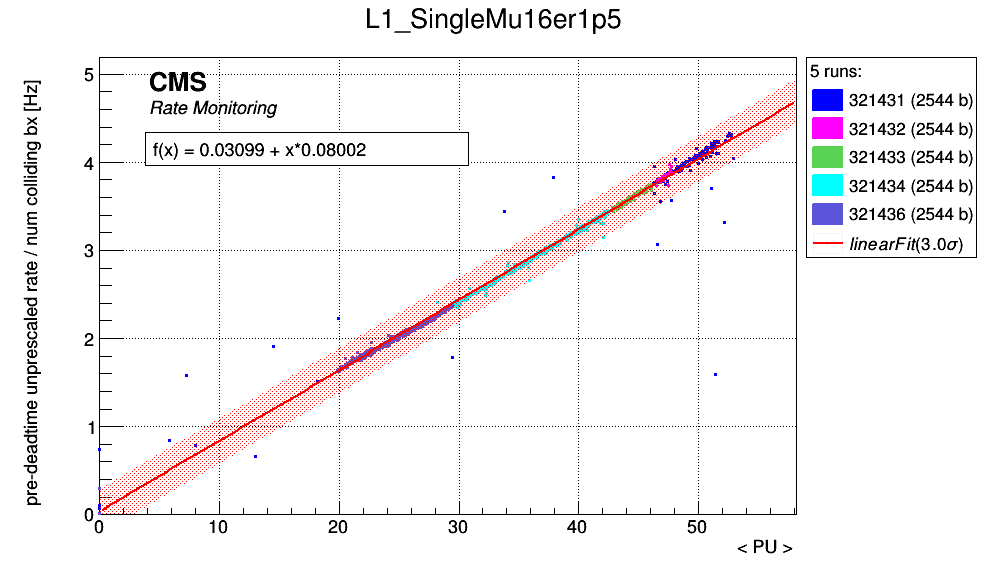 L1_SingleMu16er1p5
pre-deadtime unprescaled rate / num colliding bx [Hz]
CMS
Rate Monitoring
f(x) = 0.03099 + x*0.08002
5
4
3
2
1
0
0 10 20 30 40 50
< PU >
5 runs:
321431 (2544 b)
321432 (2544 b)
321433 (2544 b)
321434 (2544 b)
321436 (2544 b)
linearFit(3.0σ)